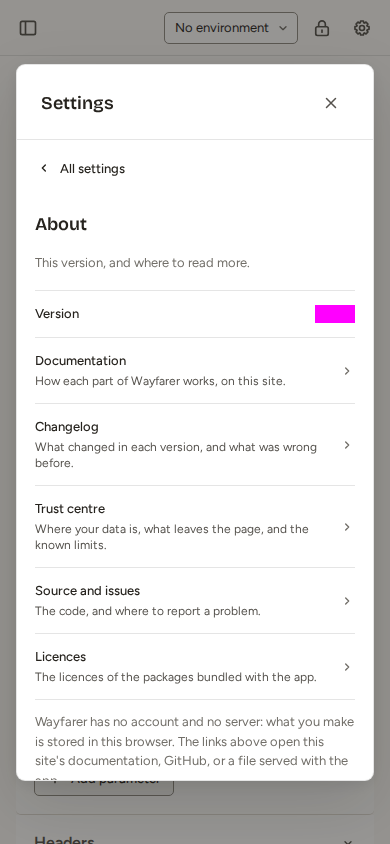 No environment
Settings
All settings
About
This version, and where to read more.
Version
Documentation
How each part of Wayfarer works, on this site.
Changelog
What changed in each version, and what was wrong
before.
Trust centre
Where your data is, what leaves the page, and the
known limits.
Source and issues
The code, and where to report a problem.
Licences
The licences of the packages bundled with the app.
Wayfarer has no account and no server: what you make
is stored in this browser. The links above open this
site's documentation, GitHub, or a file served with the
app.
Add parameter
Headers